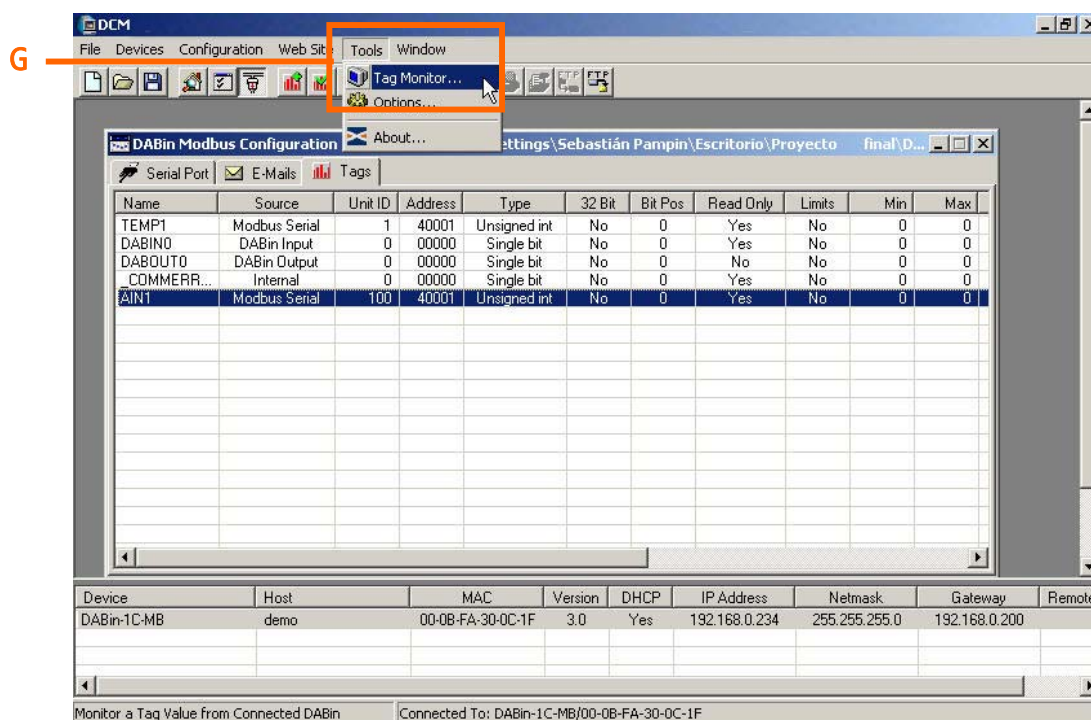 DCM
G
File Devices Configuration Web Site Tools Window
Tag Monitor...
Options...
About...
DABin Modbus Configuration ettings\Sebastián Pampin\Escritorio\Proyecto final\D...
Serial Port E-Mails Tags
Name Source Unit ID Address Type 32 Bit Bit Pos Read Only Limits Min Max
TEMP1 Modbus Serial 1 40001 Unsigned int No 0 Yes No 0 0
DABIN0 DABin Input 0 00000 Single bit No 0 Yes No 0 0
DABOUT0 DABin Output 0 00000 Single bit No 0 No No 0 0
_COMMERR... Internal 0 00000 Single bit No 0 Yes No 0 0
AIN1 Modbus Serial 100 40001 Unsigned int No 0 Yes No 0 0
Device Host MAC Version DHCP IP Address Netmask Gateway Remote
DABin-1C-MB demo 00-0B-FA-30-0C-1F 3.0 Yes 192.168.0.234 255.255.255.0 192.168.0.200
Monitor a Tag Value from Connected DABin Connected To: DABin-1C-MB/00-0B-FA-30-0C-1F